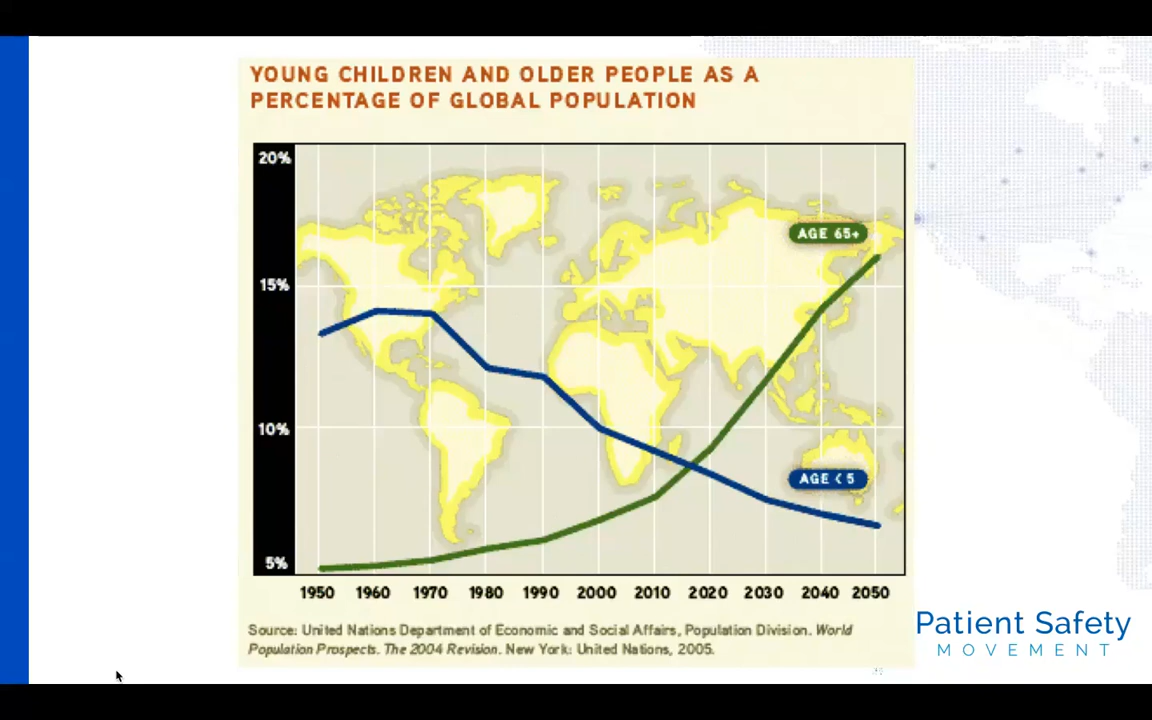 YOUNG CHILDREN AND OLDER PEOPLE AS A
PERCENTAGE OF GLOBAL POPULATION
20%
AGE 65+
15%
10%
AGE < 5
5%
1950 1960 1970 1980 1990 2000 2010 2020 2030 2040 2050
Source: United Nations Department of Economic and Social Affairs, Population Division. World
Population Prospects. The 2004 Revision. New York: United Nations, 2005.
Patient Safety
MOVEMENT